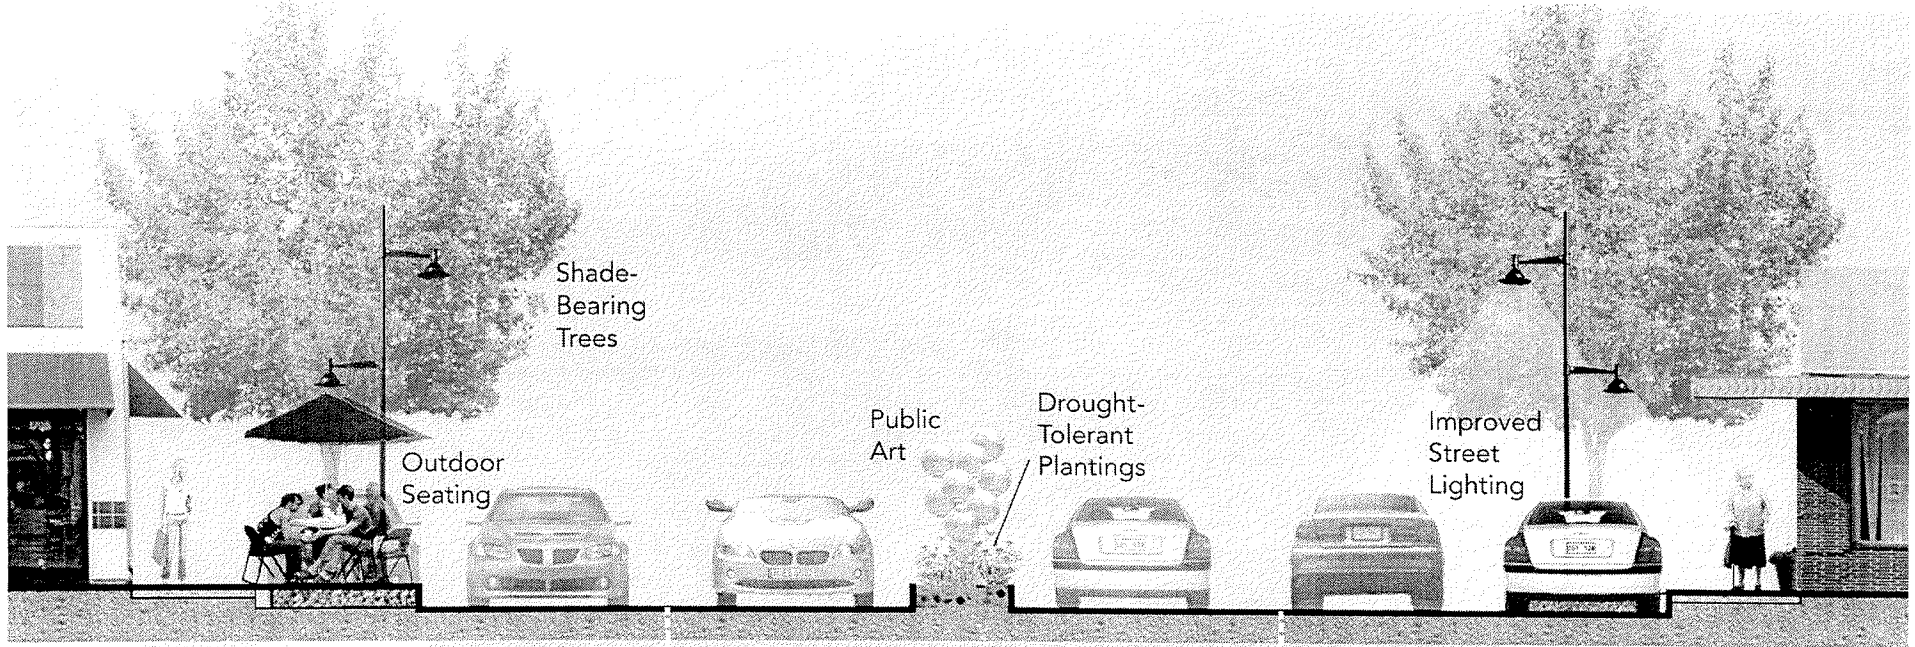 Shade-
Bearing
Trees
Outdoor
Seating
Public
Art
Drought-
Tolerant
Plantings
Improved
Street
Lighting